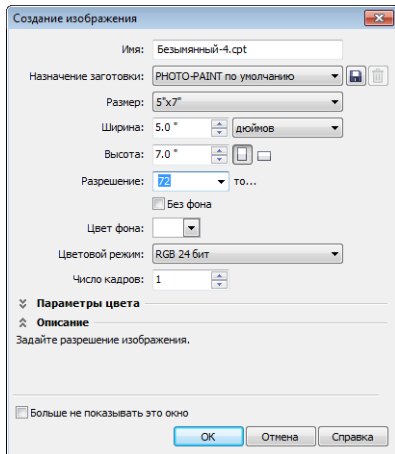 Создание изображения
Имя: Безымянный-4.cpt
Назначение заготовки: PHOTO-PAINT по умолчанию
Размер: 5"x7"
Ширина: 5.0 " дюймов
Высота: 7.0 "
Разрешение: 72 то...
Без фона
Цвет фона:
Цветовой режим: RGB 24 бит
Число кадров: 1
Параметры цвета
Описание
Задайте разрешение изображения.
Больше не показывать это окно
ОК Отмена Справка